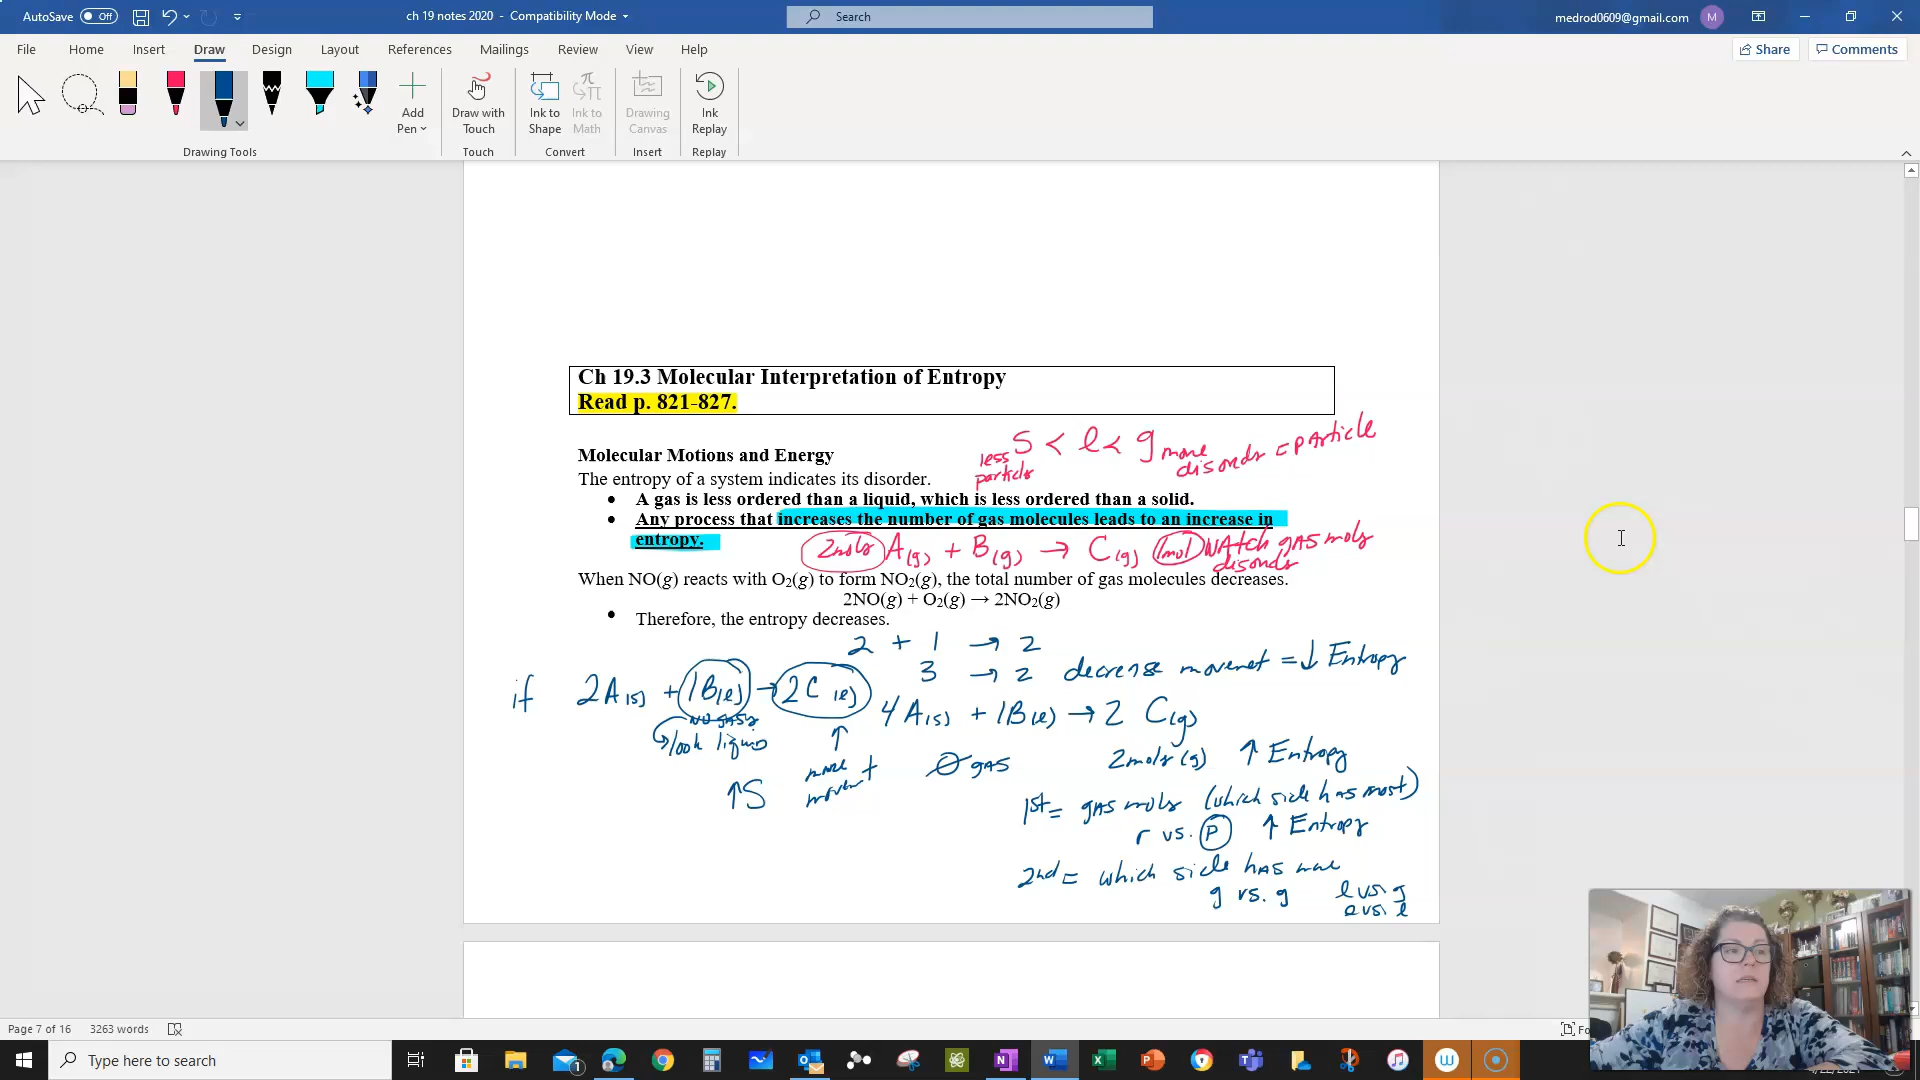 AutoSave Off
ch 19 notes 2020 - Compatibility Mode
Search
medrod0609@gmail.com M
File Home Insert Draw Design Layout References Mailings Review View Help
Share Comments
Add Pen
Draw with Touch
Ink to Shape
Ink to Math
Drawing Canvas
Ink Replay
Drawing Tools Touch Convert Insert Replay
Ch 19.3 Molecular Interpretation of Entropy
Read p. 821-827.
S < l < g more disorder = particle
less particle
Molecular Motions and Energy
The entropy of a system indicates its disorder.
• A gas is less ordered than a liquid, which is less ordered than a solid.
• Any process that increases the number of gas molecules leads to an increase in
entropy.
2mols A(g) + B(g) → C(g) 1mol WATCH GAS mols
disorder
When NO(g) reacts with O2(g) to form NO2(g), the total number of gas molecules decreases.
2NO(g) + O2(g) → 2NO2(g)
• Therefore, the entropy decreases.
2 + 1 → 2
3 → 2 decrease movemet = ↓ Entropy
if 2A(s) + 1B(l) → 2C(l)
4A(s) + 1B(l) → 2 C(g)
look liquid
↑
more
↑S
gas
2mols(g) ↑ Entropy
1st = gas mols (which side has most)
r vs. P ↑ Entropy
2nd = which side has
g vs. g l vs. g
l vs. l
Page 7 of 16 3263 words
Type here to search